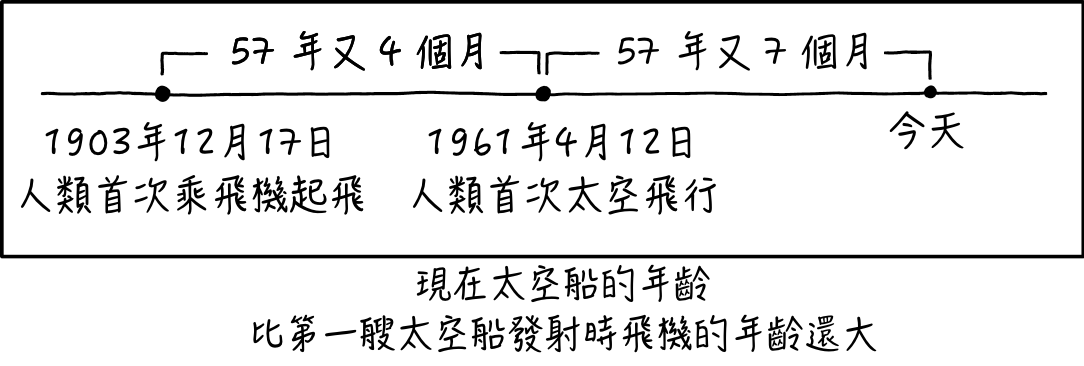 57 年又 4 個月
57 年又 7 個月
1903年12月17日
人類首次乘飛機起飛
1961年4月12日
人類首次太空飛行
今天
現在太空船的年齡
比第一艘太空船發射時飛機的年齡還大